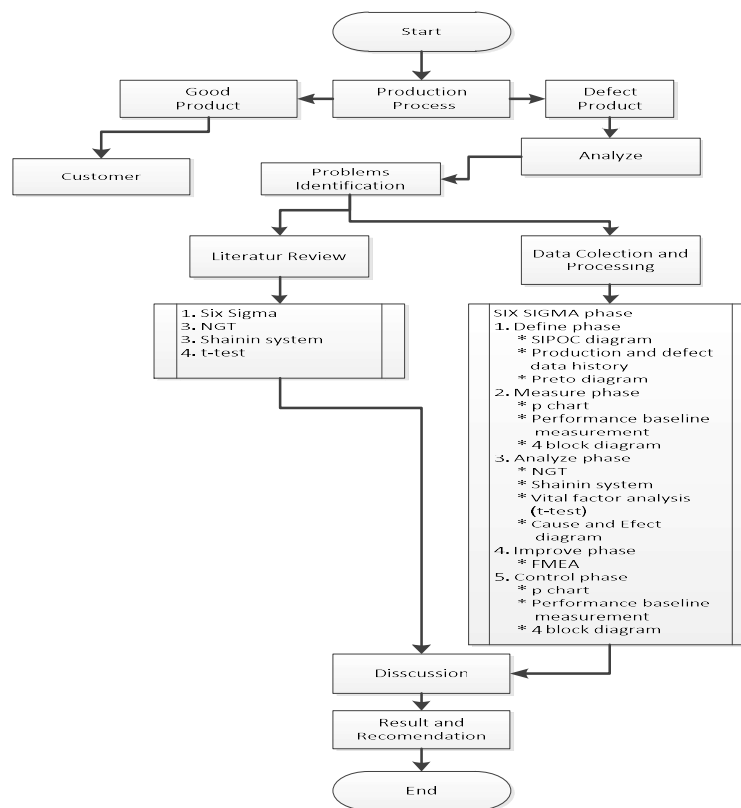 Start
Good
Product
Production
Process
Defect
Product
Analyze
Customer
Problems
Identification
Literatur Review
Data Colection and
Processing
1. Six Sigma
3. NGT
3. Shainin system
4. t-test
SIX SIGMA phase
1. Define phase
* SIPOC diagram
* Production and defect
data history
* Preto diagram
2. Measure phase
* p chart
* Performance baseline
measurement
* 4 block diagram
3. Analyze phase
* NGT
* Shainin system
* Vital factor analysis
(t-test)
* Cause and Efect
diagram
4. Improve phase
* FMEA
5. Control phase
* p chart
* Performance baseline
measurement
* 4 block diagram
Disscussion
Result and
Recomendation
End